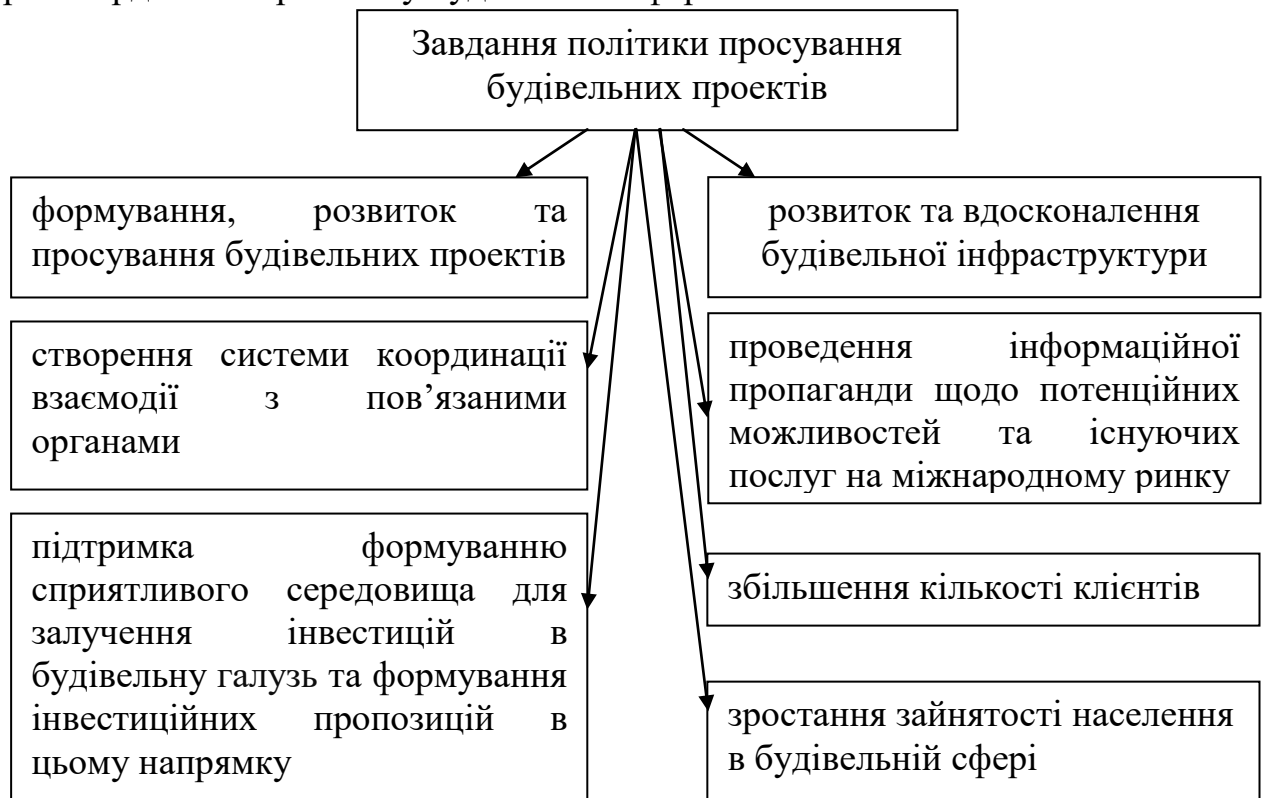 Завдання політики просування
будівельних проектів
формування, розвиток та
просування будівельних проектів
створення системи координації
взаємодії з пов’язаними
органами
підтримка формуванню
сприятливого середовища для
залучення інвестицій в
будівельну галузь та формування
інвестиційних пропозицій в
цьому напрямку
розвиток та вдосконалення
будівельної інфраструктури
проведення інформаційної
пропаганди щодо потенційних
можливостей та існуючих
послуг на міжнародному ринку
збільшення кількості клієнтів
зростання зайнятості населення
в будівельній сфері